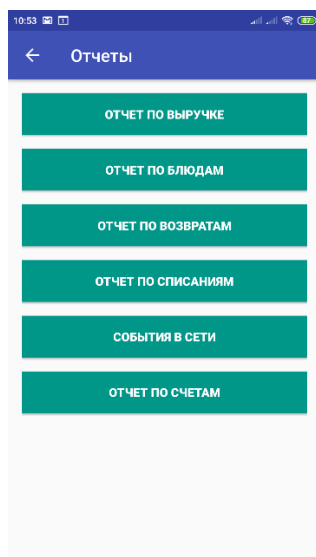 10:53
87
Отчеты
ОТЧЕТ ПО ВЫРУЧКЕ
ОТЧЕТ ПО БЛЮДАМ
ОТЧЕТ ПО ВОЗВРАТАМ
ОТЧЕТ ПО СПИСАНИЯМ
СОБЫТИЯ В СЕТИ
ОТЧЕТ ПО СЧЕТАМ